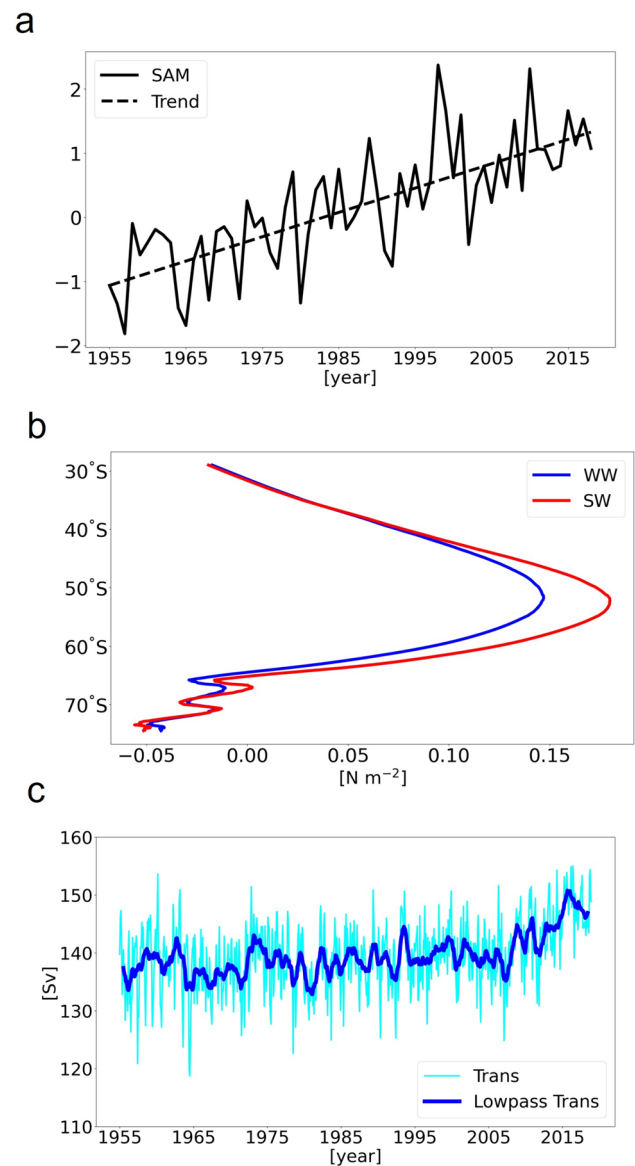 a
SAM
Trend
2
1
0
−1
−2
1955 1965 1975 1985 1995 2005 2015
[year]
b
30°S
40°S
50°S
60°S
70°S
WW
SW
−0.05 0.00 0.05 0.10 0.15
[N m−2]
c
160
150
140
130
120
110
[Sv]
Trans
Lowpass Trans
1955 1965 1975 1985 1995 2005 2015
[year]